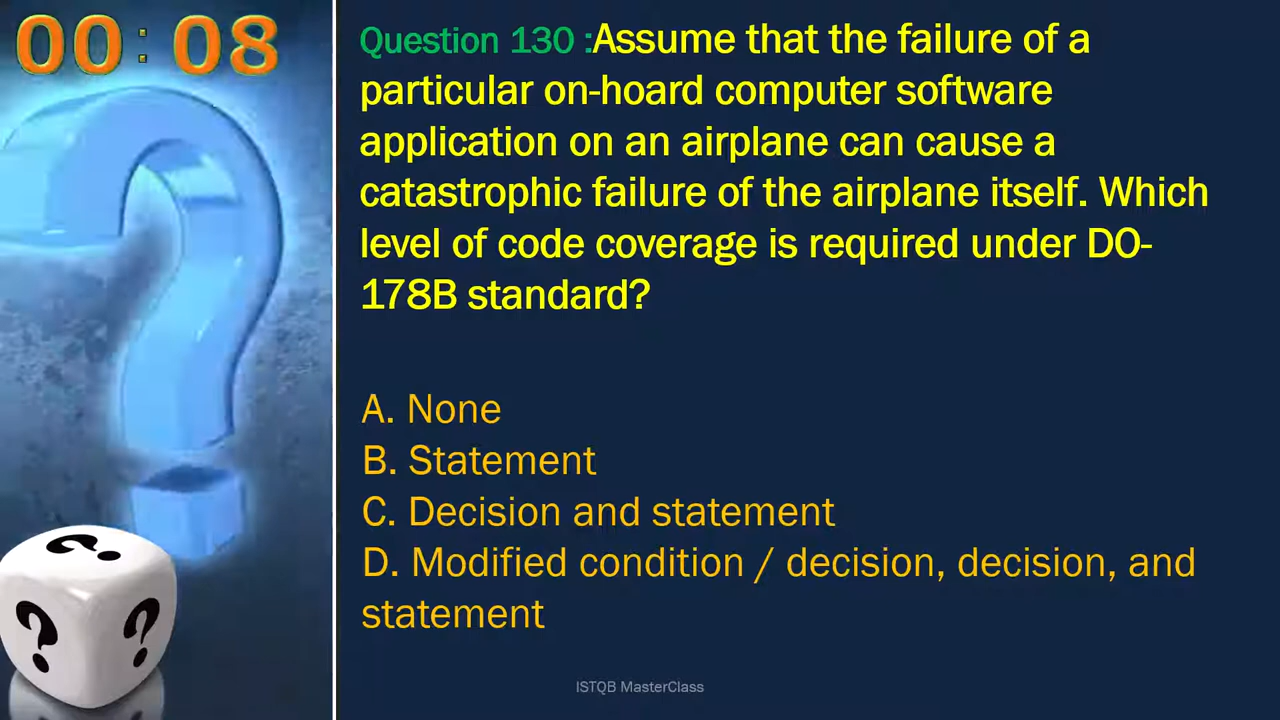 00:08
Question 130 :Assume that the failure of a
particular on-hoard computer software
application on an airplane can cause a
catastrophic failure of the airplane itself. Which
level of code coverage is required under DO-
178B standard?
A. None
B. Statement
C. Decision and statement
D. Modified condition / decision, decision, and
statement
ISTQB MasterClass